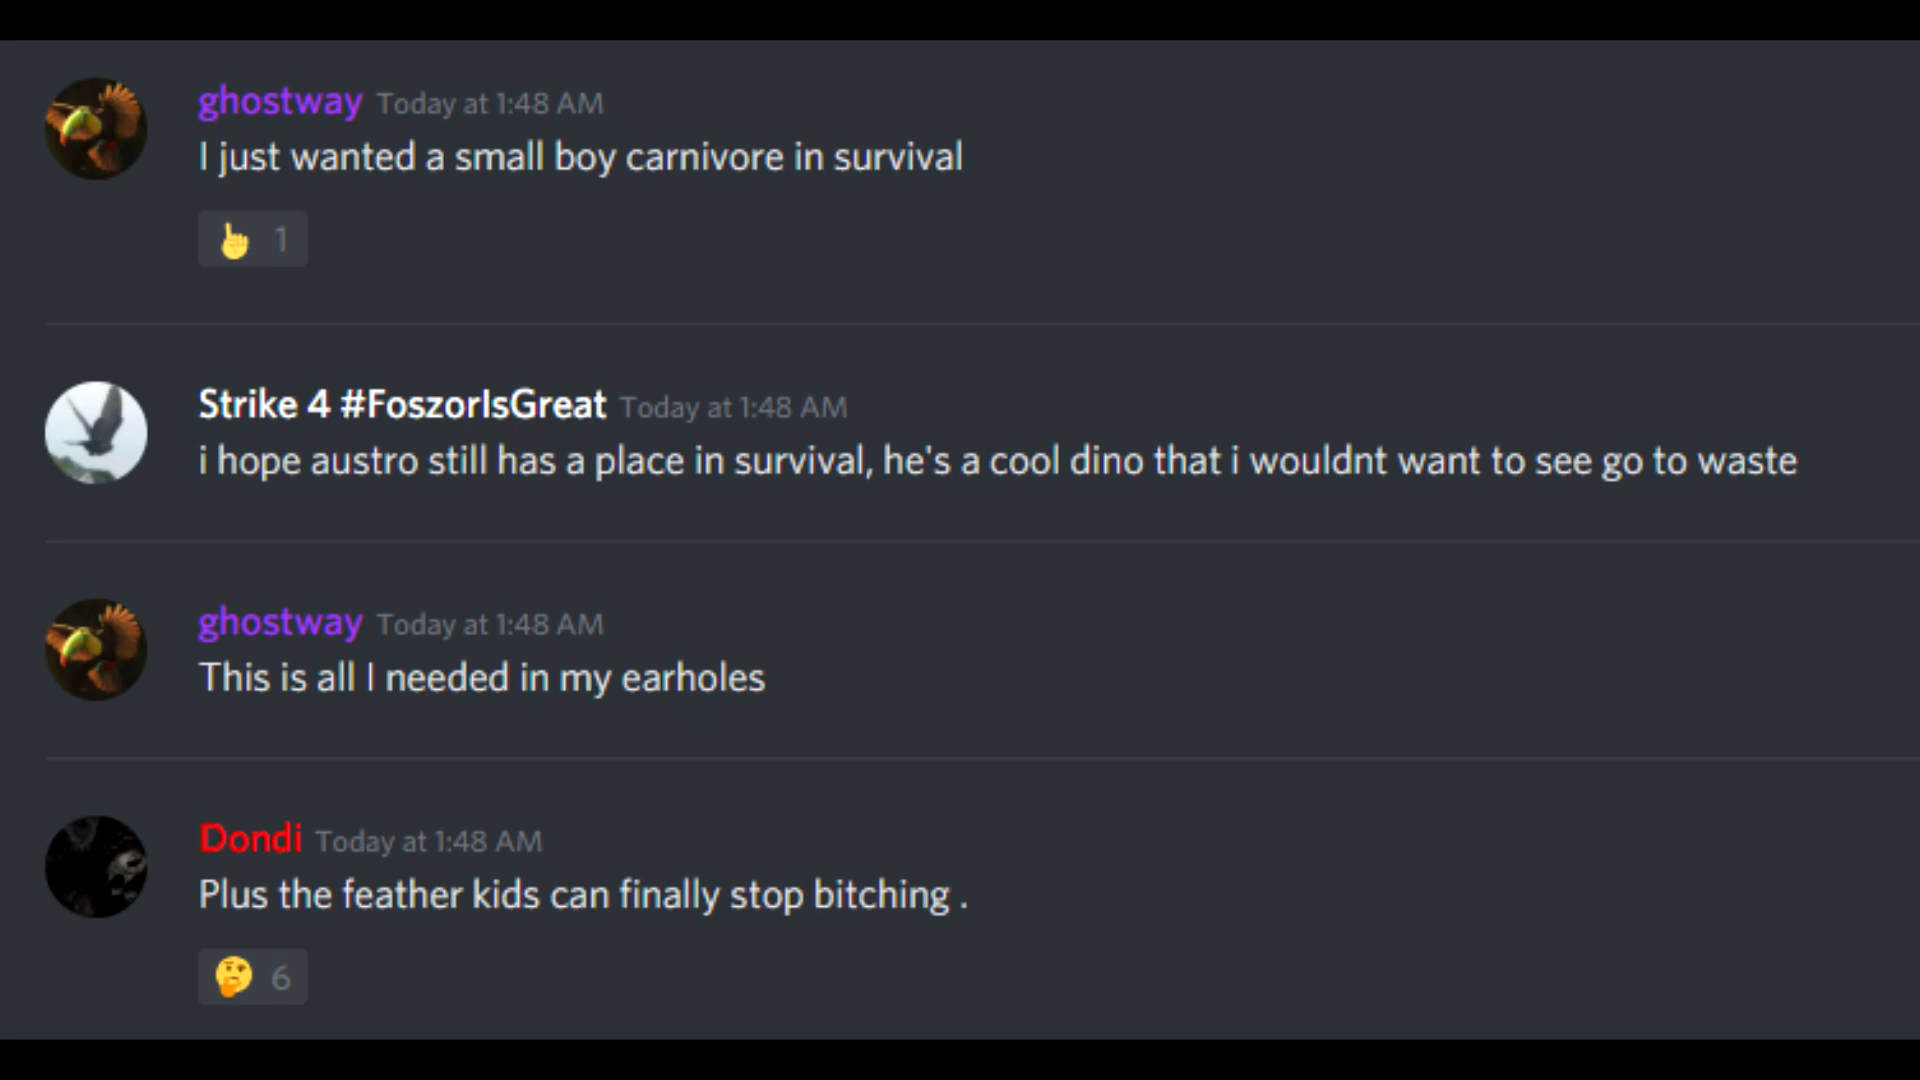 ghostway Today at 1:48 AM
I just wanted a small boy carnivore in survival
1
Strike 4 #FoszorIsGreat Today at 1:48 AM
i hope austro still has a place in survival, he's a cool dino that i wouldnt want to see go to waste
ghostway Today at 1:48 AM
This is all I needed in my earholes
Dondi Today at 1:48 AM
Plus the feather kids can finally stop bitching .
6